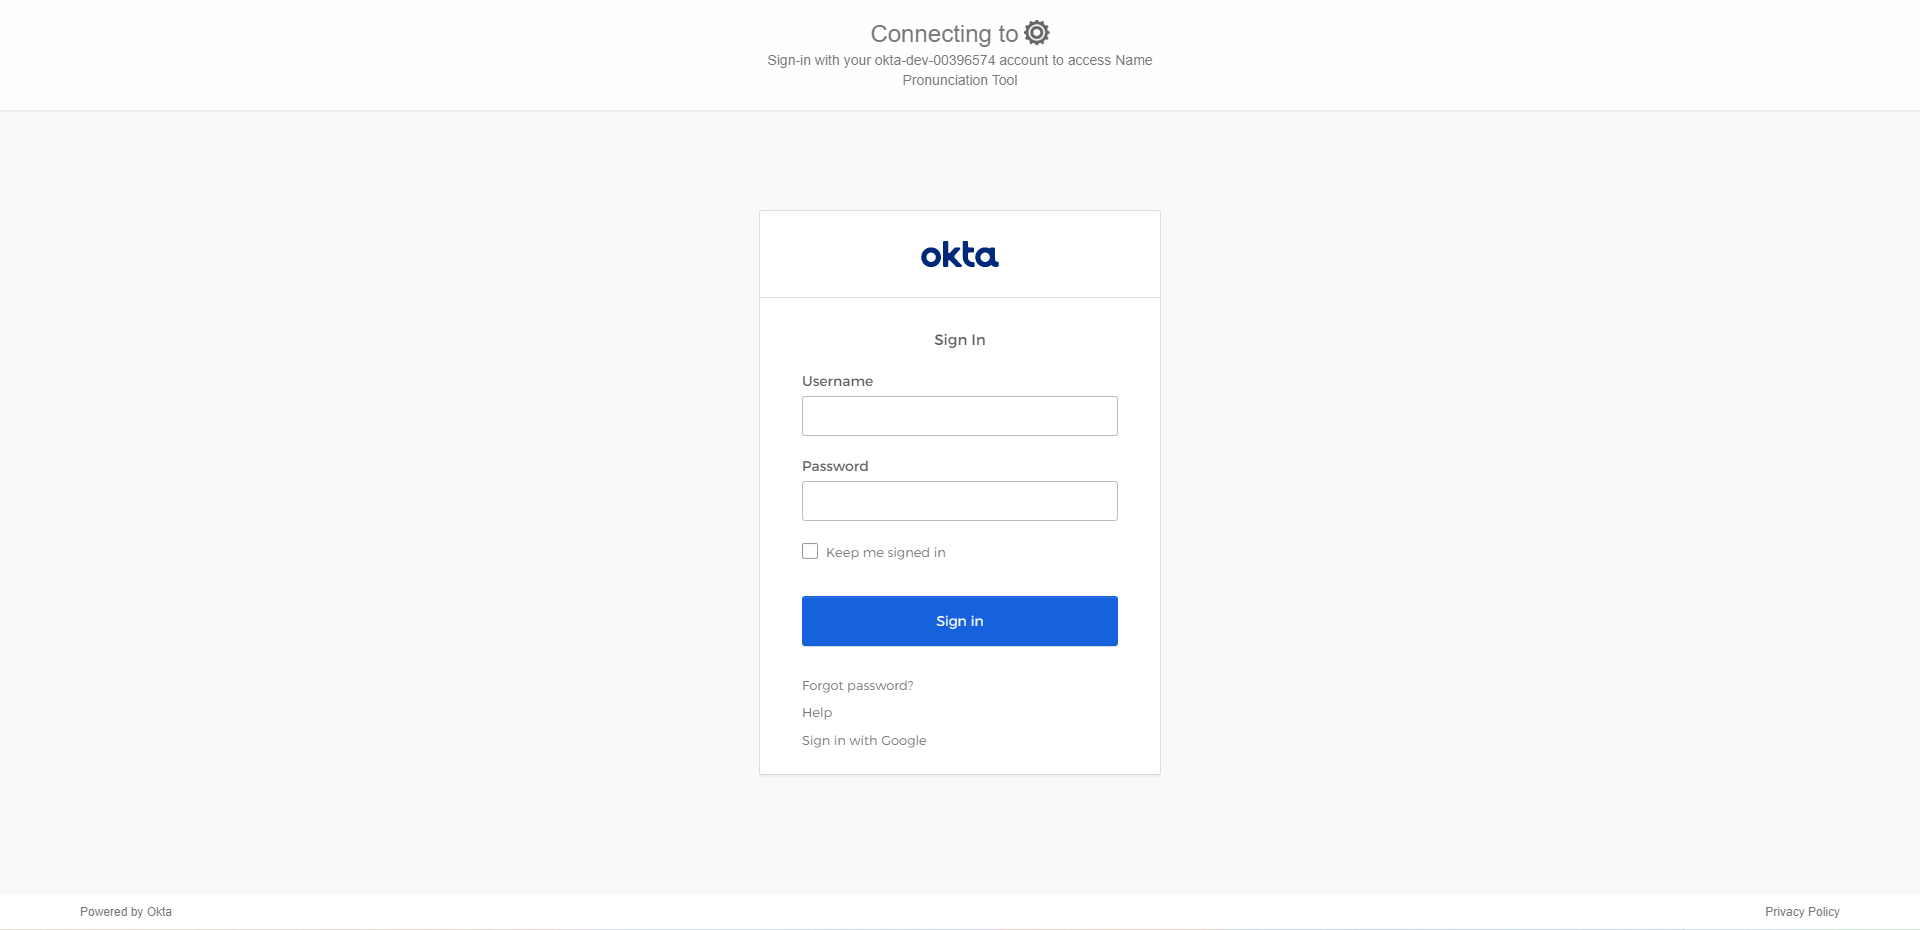 Connecting to
Sign-in with your okta-dev-00396574 account to access Name
Pronunciation Tool
okta
Sign In
Username
Password
Keep me signed in
Sign in
Forgot password?
Help
Sign in with Google
Powered by Okta
Privacy Policy